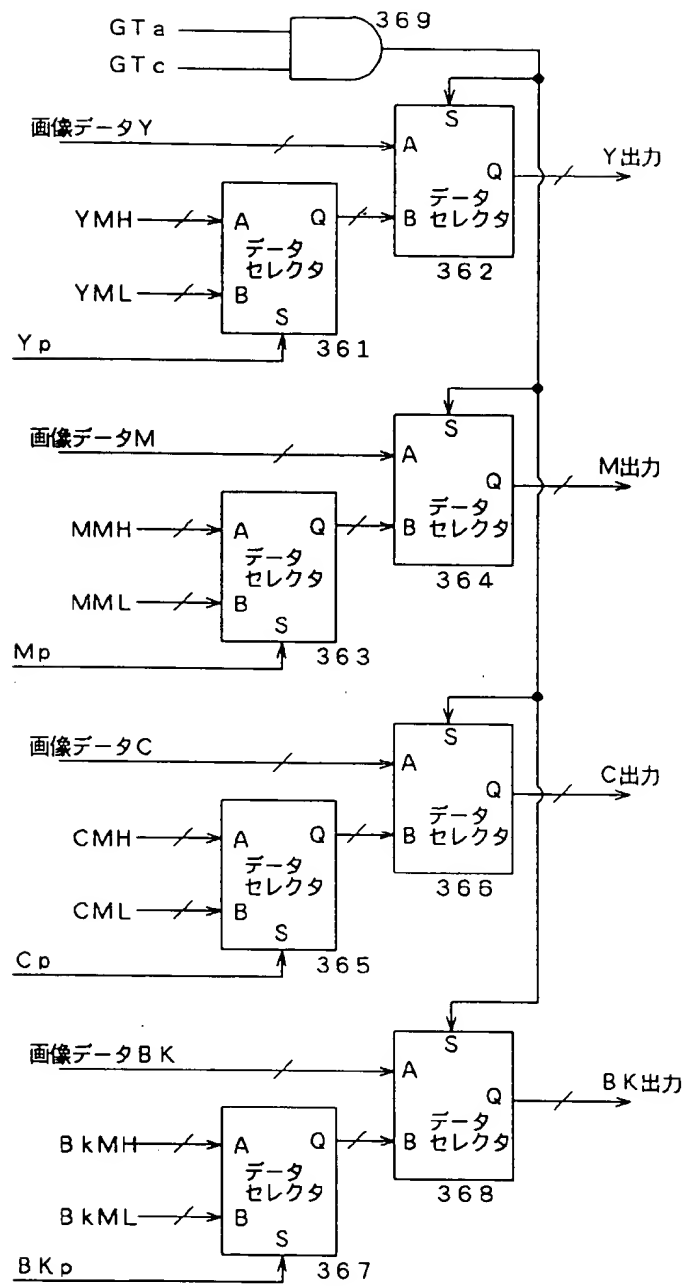 369
GTa
GTc
画像データY
S
A
Q
Y出力
B
データ
セレクタ
362
YMH
A
Q
データ
セレクタ
YML
B
S
361
Yp
画像データM
S
A
Q
M出力
B
データ
セレクタ
364
MMH
A
Q
データ
セレクタ
MML
B
S
363
Mp
画像データC
S
A
Q
C出力
B
データ
セレクタ
366
CMH
A
Q
データ
セレクタ
CML
B
S
365
Cp
画像データBK
S
A
Q
BK出力
B
データ
セレクタ
368
BkMH
A
Q
データ
セレクタ
BkML
B
S
367
BKp